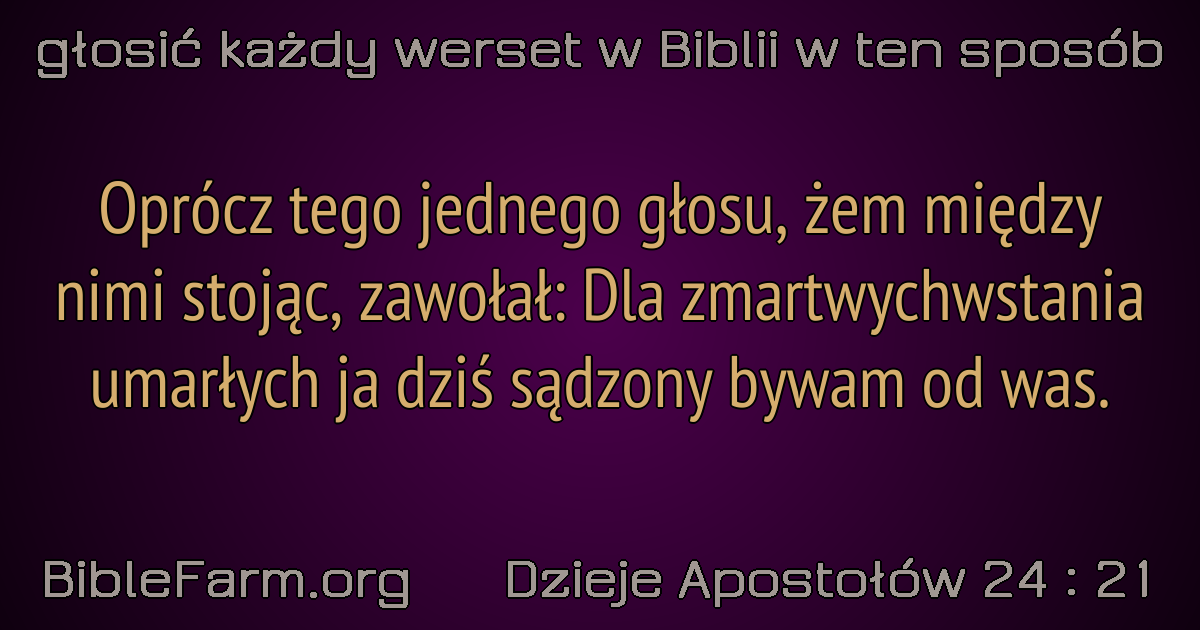 głosić każdy werset w Biblii w ten sposób
Oprócz tego jednego głosu, żem między
nimi stojąc, zawołał: Dla zmartwychwstania
umarłych ja dziś sądzony bywam od was.
BibleFarm.org Dzieje Apostołów 24 : 21